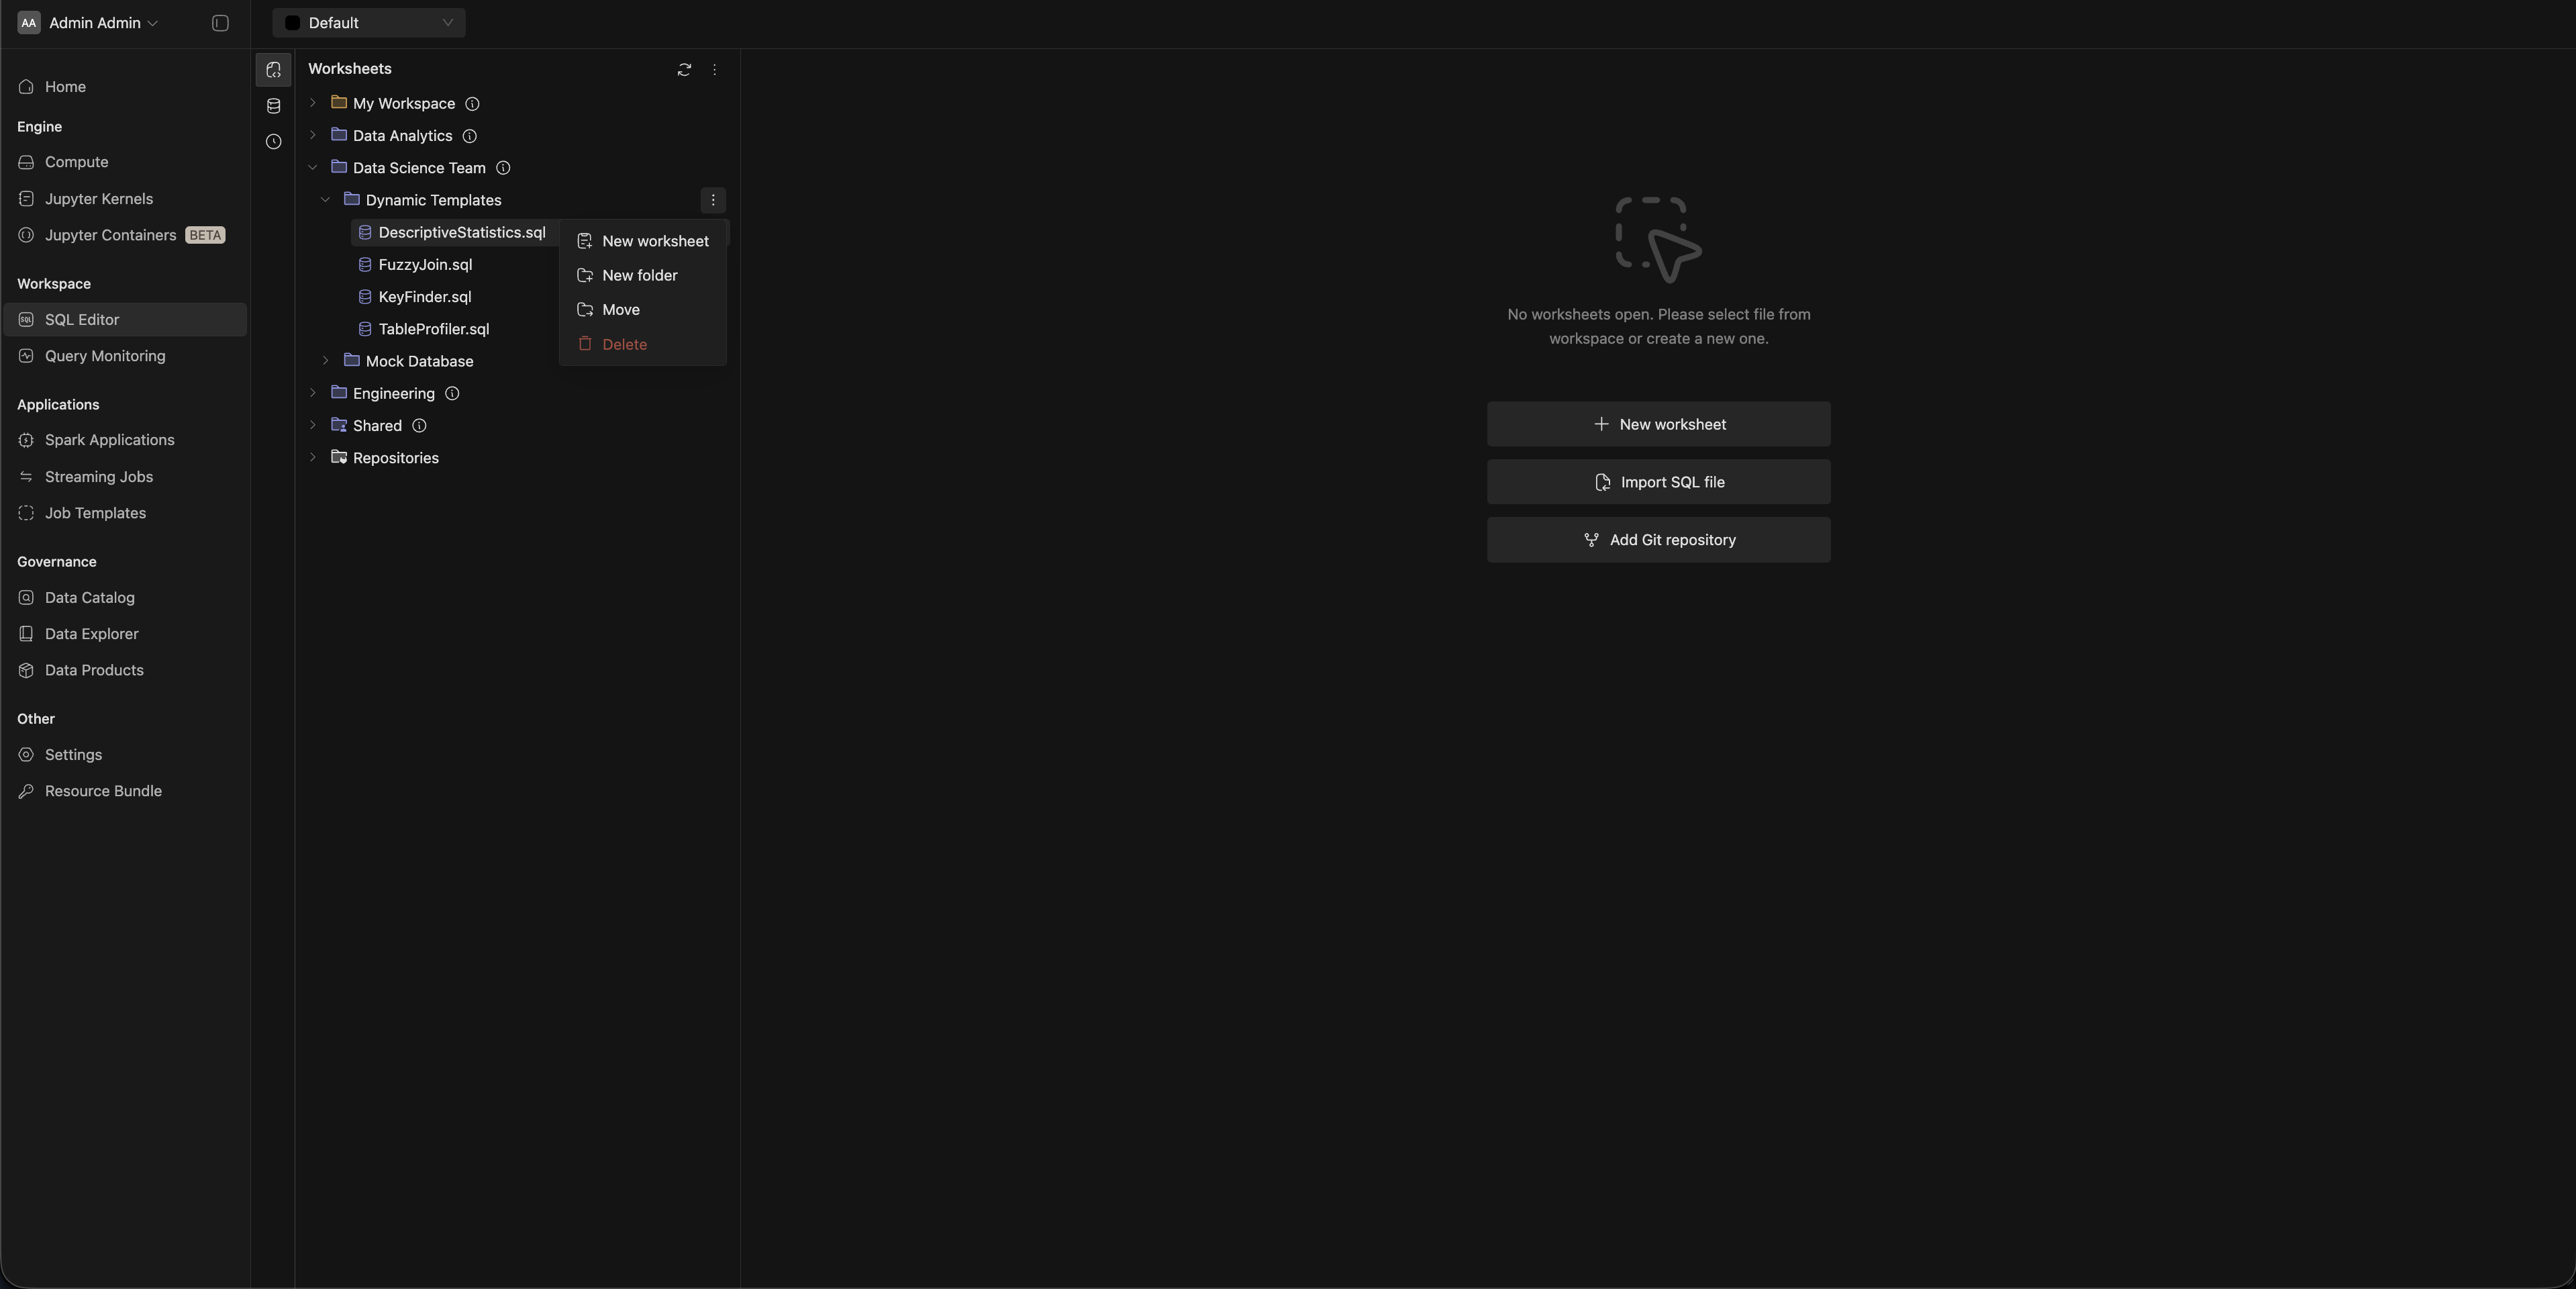 AA Admin Admin
Default
Home
Engine
Compute
Jupyter Kernels
Jupyter Containers BETA
Workspace
SQL SQL Editor
Query Monitoring
Applications
Spark Applications
Streaming Jobs
Job Templates
Governance
Data Catalog
Data Explorer
Data Products
Other
Settings
Resource Bundle
Worksheets
My Workspace
Data Analytics
Data Science Team
Dynamic Templates
DescriptiveStatistics.sql
FuzzyJoin.sql
KeyFinder.sql
TableProfiler.sql
Mock Database
Engineering
Shared
Repositories
New worksheet
New folder
Move
Delete
No worksheets open. Please select file from
workspace or create a new one.
New worksheet
Import SQL file
Add Git repository